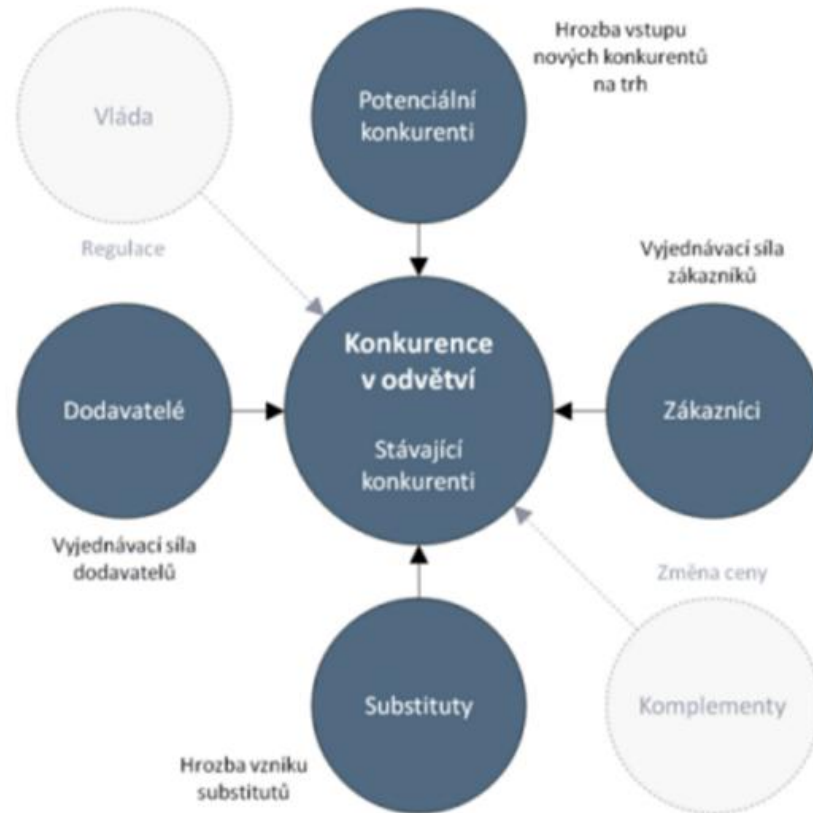 Hrozba vstupu
nových konkurentů
na trh
Vláda
Potenciální
konkurenti
Regulace
Vyjednávací síla
zákazníků
Konkurence
v odvětví
Dodavatelé
Zákazníci
Stávající
konkurenti
Vyjednávací síla
dodavatelů
Změna ceny
Substituty
Komplementy
Hrozba vzniku
substitutů